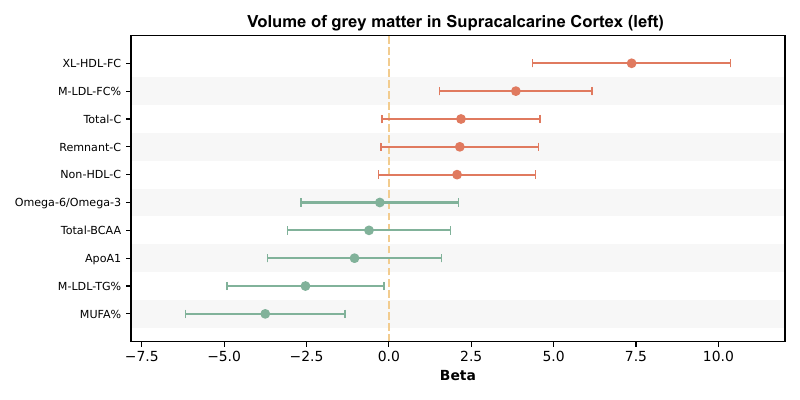 Volume of grey matter in Supracalcarine Cortex (left)
XL-HDL-FC
M-LDL-FC%
Total-C
Remnant-C
Non-HDL-C
Omega-6/Omega-3
Total-BCAA
ApoA1
M-LDL-TG%
MUFA%
−7.5 −5.0 −2.5 0.0 2.5 5.0 7.5 10.0
Beta